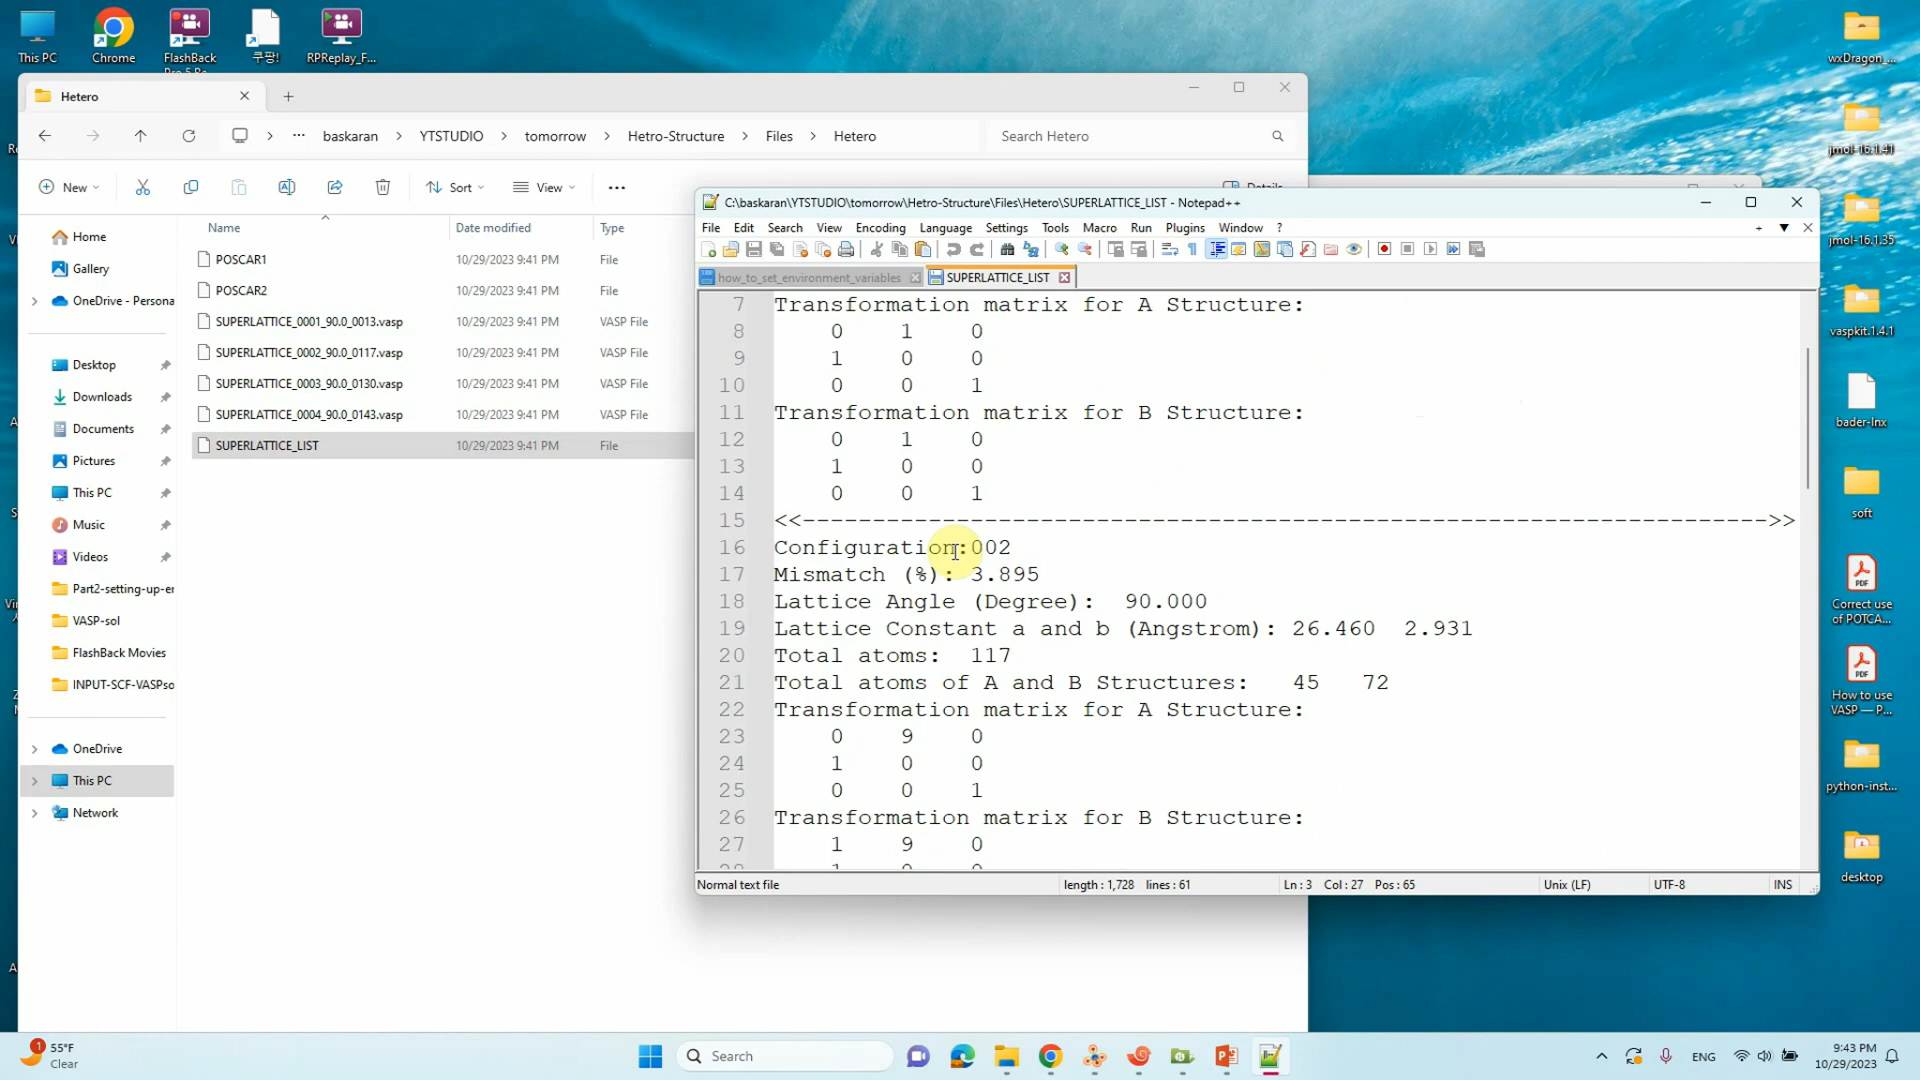 This PC
Chrome
FlashBack
쿠팡!
RPReplay_F...
wxDragon_...
jmol-16.1.41
jmol-16.1.35
vaspkit.1.4.1
bader-lnx
soft
Correct use
of POTCA...
How to use
VASP — P...
python-inst...
desktop
Hetero
baskaran
YTSTUDIO
tomorrow
Hetro-Structure
Files
Hetero
Search Hetero
New
Sort
View
Details
Home
Gallery
OneDrive - Persona
Desktop
Downloads
Documents
Pictures
This PC
Music
Videos
Part2-setting-up-er
VASP-sol
FlashBack Movies
INPUT-SCF-VASPso
OneDrive
This PC
Network
Name Date modified Type
POSCAR1 10/29/2023 9:41 PM File
POSCAR2 10/29/2023 9:41 PM File
SUPERLATTICE_0001_90.0_0013.vasp 10/29/2023 9:41 PM VASP File
SUPERLATTICE_0002_90.0_0117.vasp 10/29/2023 9:41 PM VASP File
SUPERLATTICE_0003_90.0_0130.vasp 10/29/2023 9:41 PM VASP File
SUPERLATTICE_0004_90.0_0143.vasp 10/29/2023 9:41 PM VASP File
SUPERLATTICE_LIST 10/29/2023 9:41 PM File
C:\baskaran\YTSTUDIO\tomorrow\Hetro-Structure\Files\Hetero\SUPERLATTICE_LIST - Notepad++
File Edit Search View Encoding Language Settings Tools Macro Run Plugins Window ?
how_to_set_environment_variables SUPERLATTICE_LIST
7 Transformation matrix for A Structure:
8 0 1 0
9 1 0 0
10 0 0 1
11 Transformation matrix for B Structure:
12 0 1 0
13 1 0 0
14 0 0 1
15 <<--------------------------------------------------------------------->>
16 Configuration:002
17 Mismatch (%): 3.895
18 Lattice Angle (Degree): 90.000
19 Lattice Constant a and b (Angstrom): 26.460 2.931
20 Total atoms: 117
21 Total atoms of A and B Structures: 45 72
22 Transformation matrix for A Structure:
23 0 9 0
24 1 0 0
25 0 0 1
26 Transformation matrix for B Structure:
27 1 9 0
Normal text file length : 1,728 lines : 61 Ln : 3 Col : 27 Pos : 65 Unix (LF) UTF-8 INS
55°F
Clear
Search
ENG
9:43 PM
10/29/2023